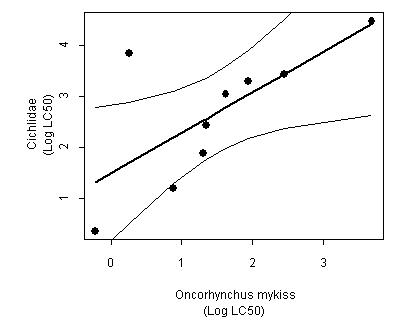 Cichlidae
(Log LC50)
4
3
2
1
0 1 2 3
Oncorhynchus mykiss
(Log LC50)